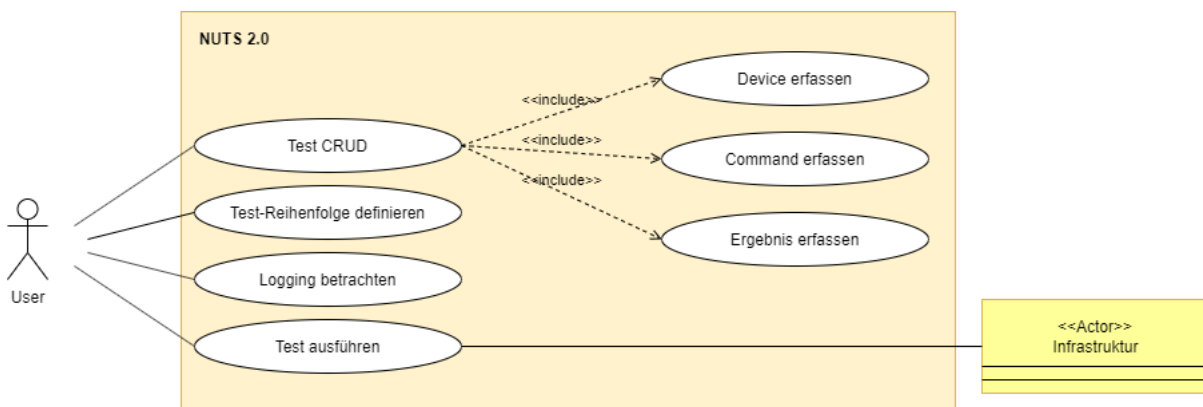 NUTS 2.0
Device erfassen
<<include>>
Test CRUD
<<include>>
Command erfassen
<<include>>
Test-Reihenfolge definieren
Ergebnis erfassen
Logging betrachten
User
Test ausführen
<<Actor>>
Infrastruktur